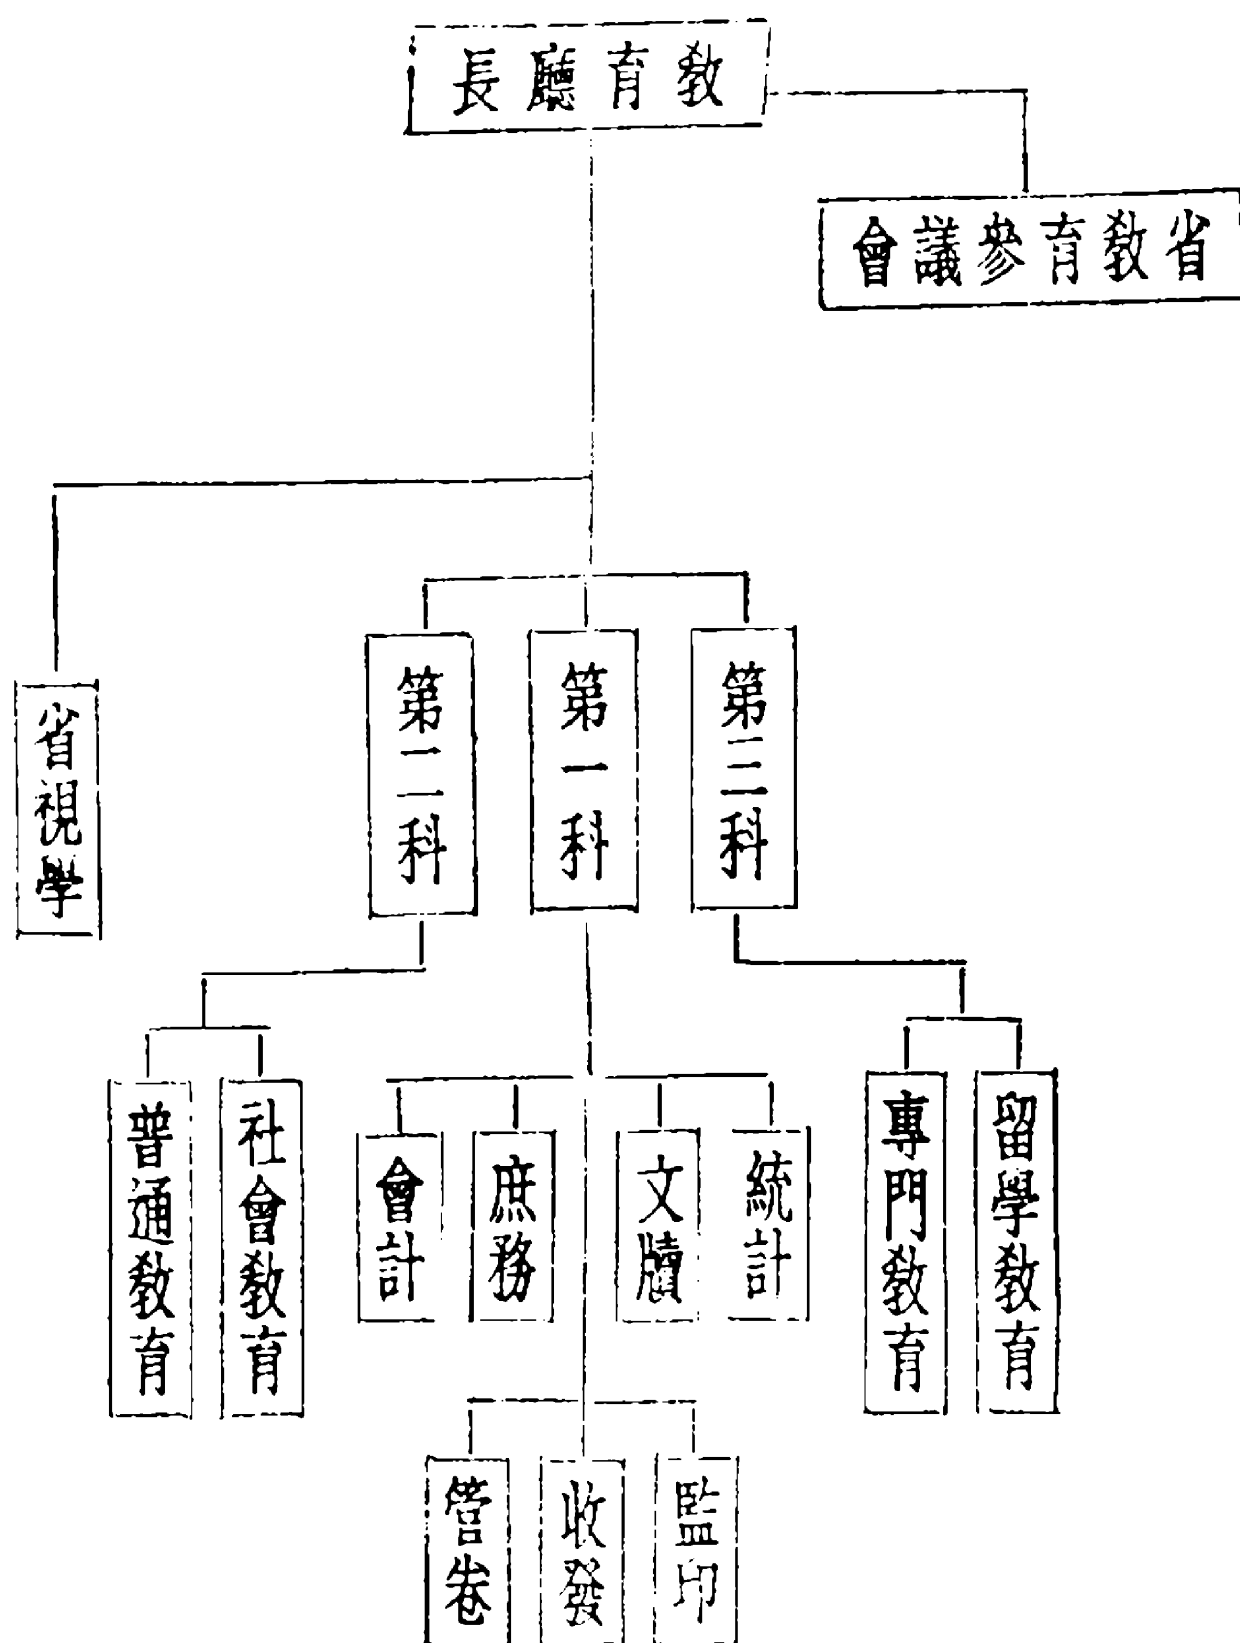 教育廳長
省教育參議會
省視學
第三科
第一科
第二科
留學教育
專門教育
統計
文牘
庶務
會計
社會教育
普通教育
監印
收發
管卷